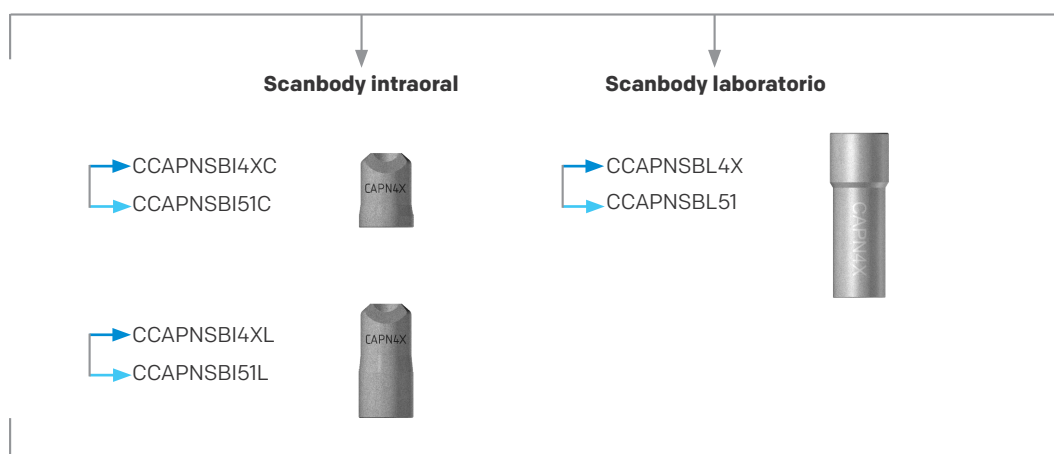 Scanbody intraoral
Scanbody laboratorio
CCAPNSBI4XC
CCAPNSBI51C
CAPN4X
CCAPNSBL4X
CCAPNSBL51
CAPN4X
CCAPNSBI4XL
CCAPNSBI51L
CAPN4X